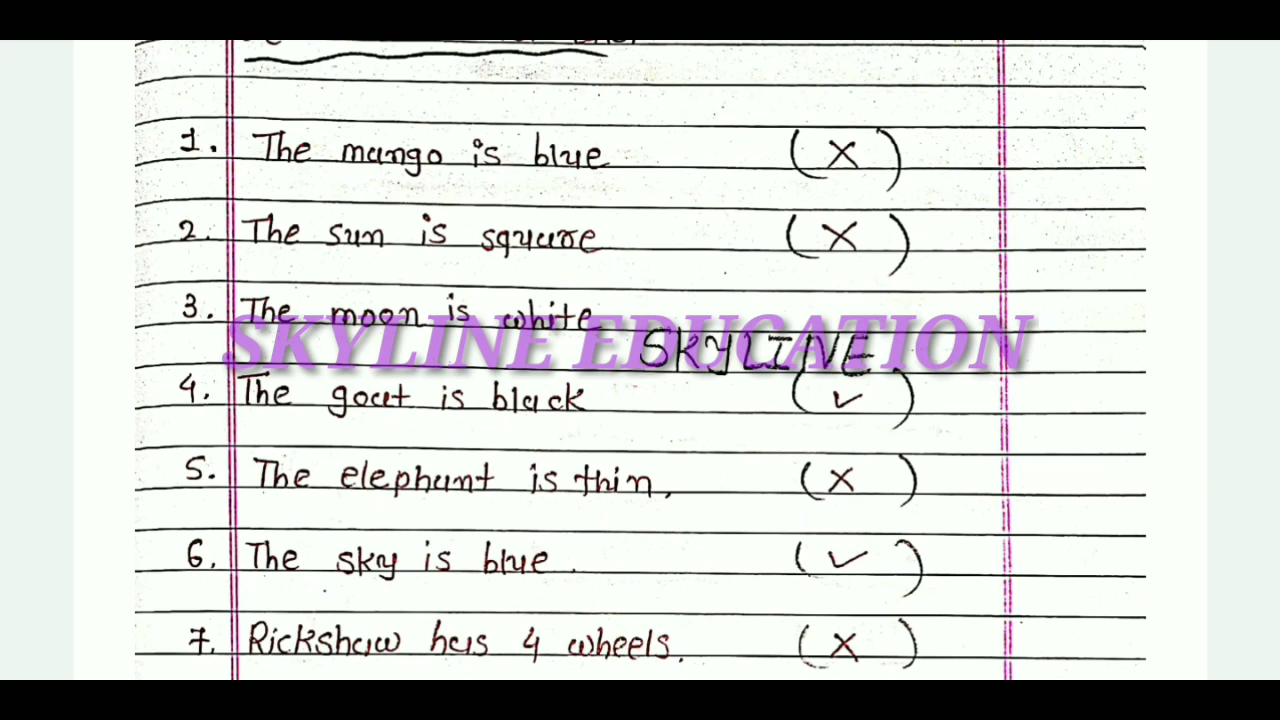 1. The mango is blue (X)
2. The sun is square (X)
3. The moon is white
SKYLINE EDUCATION
SKYLINE
4. The goat is black (✓)
5. The elephant is thin. (X)
6. The sky is blue. (✓)
7. Rickshaw has 4 wheels. (X)